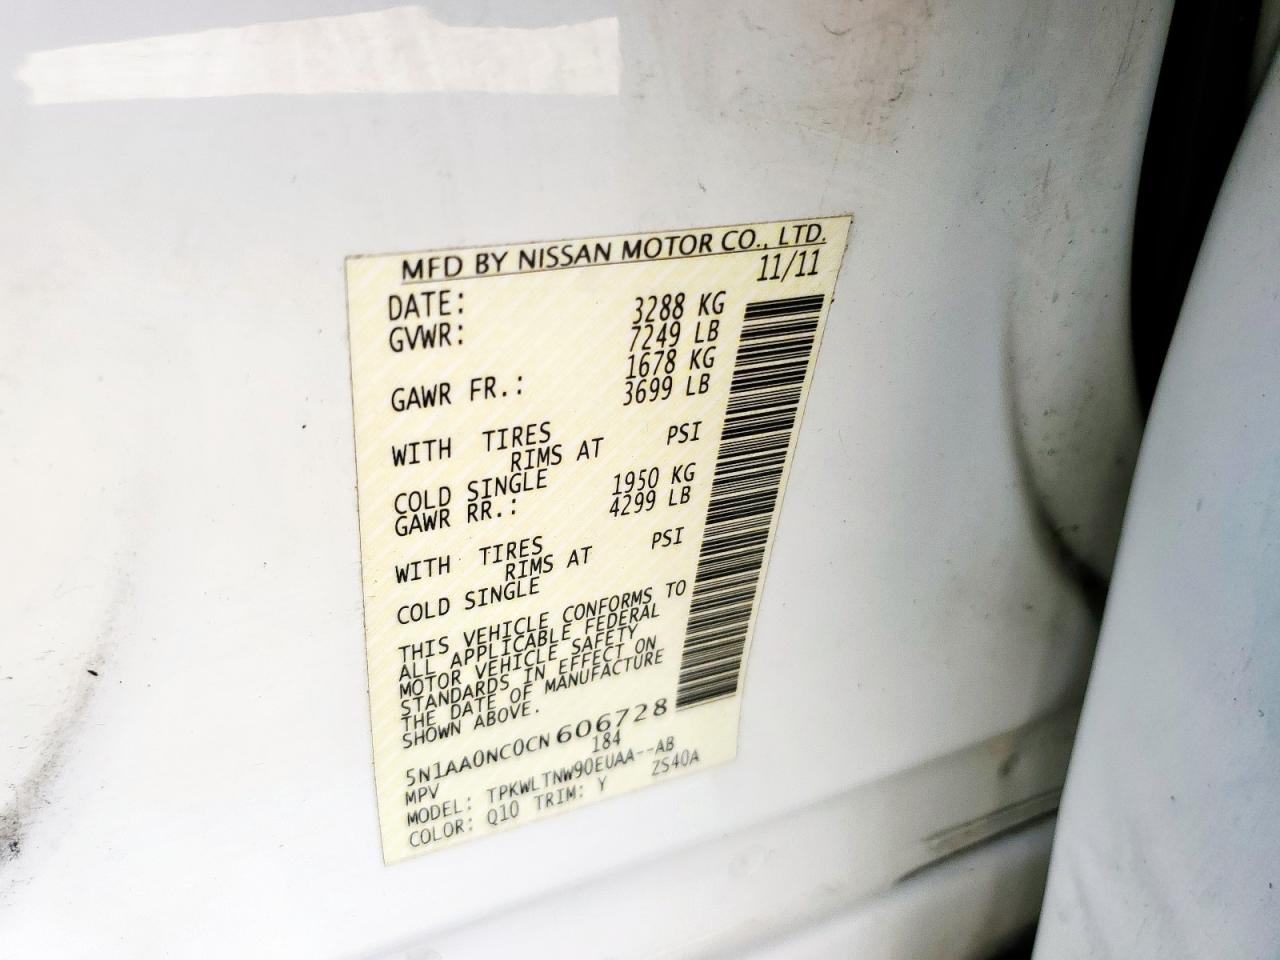 MFD BY NISSAN MOTOR CO., LTD.
DATE: 11/11
GVWR: 3288 KG
7249 LB
GAWR FR.: 1678 KG
3699 LB
WITH TIRES
RIMS AT PSI
COLD SINGLE
GAWR RR.: 1950 KG
4299 LB
WITH TIRES
RIMS AT PSI
COLD SINGLE
THIS VEHICLE CONFORMS TO
ALL APPLICABLE FEDERAL
MOTOR VEHICLE SAFETY
STANDARDS IN EFFECT ON
THE DATE OF MANUFACTURE
SHOWN ABOVE.
5N1AA0NC0CN606728
MPV 184
MODEL: TPKWLTNW90EUAA--AB
COLOR: Q10 TRIM: Y ZS40A